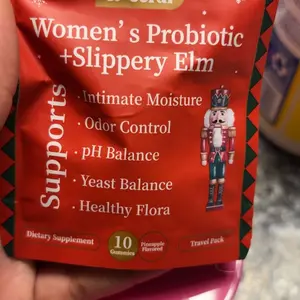 Women's Probiotic
+Slippery Elm
Supports
· Intimate Moisture
· Odor Control
· pH Balance
· Yeast Balance
· Healthy Flora
Dietary Supplement
10
Gummies
Pineapple
Flavored
Travel Pack